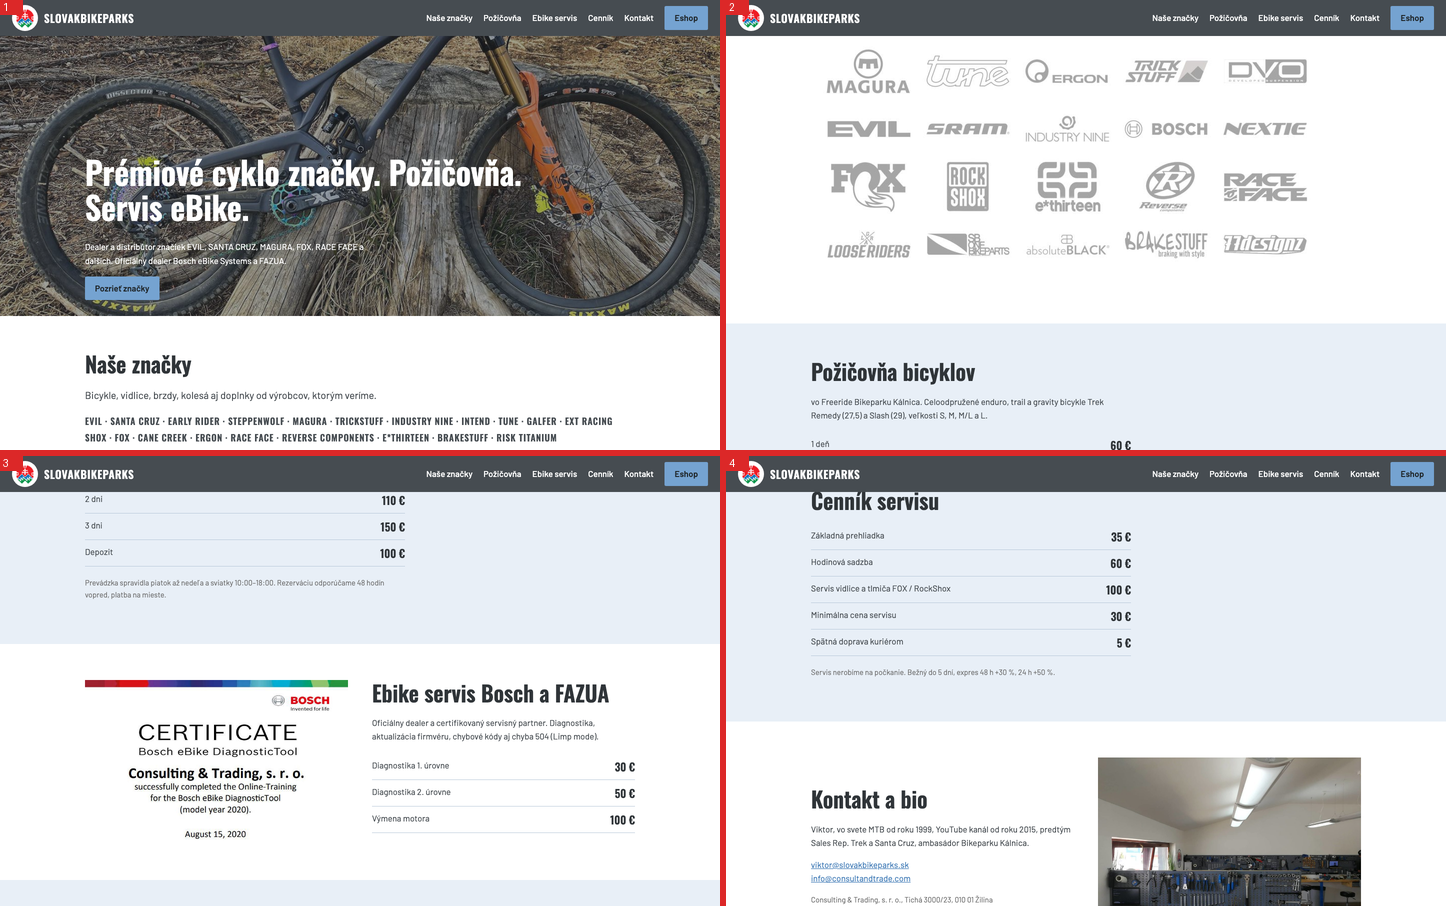 1
SLOVAKBIKEPARKS
Naše značky Požičovňa Ebike servis Cenník Kontakt Eshop
Prémiové cyklo značky. Požičovňa.
Servis eBike.
Dealer a distribútor značiek EVIL, SANTA CRUZ, MAGURA, FOX, RACE FACE a
ďalších. Oficiálny dealer Bosch eBike Systems a FAZUA.
Pozrieť značky
MAXXIS
MAXXIS
Naše značky
Bicykle, vidlice, brzdy, kolesá aj doplnky od výrobcov, ktorým veríme.
EVIL · SANTA CRUZ · EARLY RIDER · STEPPENWOLF · MAGURA · TRICKSTUFF · INDUSTRY NINE · INTEND · TUNE · GALFER · EXT RACING
SHOX · FOX · CANE CREEK · ERGON · RACE FACE · REVERSE COMPONENTS · E*THIRTEEN · BRAKESTUFF · RISK TITANIUM
2
SLOVAKBIKEPARKS
Naše značky Požičovňa Ebike servis Cenník Kontakt Eshop
MAGURA tune ERGON TRICKSTUFF DVO
EVIL SRAM INDUSTRY NINE BOSCH NEXTIE
FOX ROCK SHOX e*thirteen Reverse RACE FACE
LOOSERIDERS absoluteBLACK BRAKESTUFF braking with style 77designz
Požičovňa bicyklov
vo Freeride Bikeparku Kálnica. Celoodpružené enduro, trail a gravity bicykle Trek
Remedy (27,5) a Slash (29), veľkosti S, M, M/L a L.
1 deň 60 €
3
SLOVAKBIKEPARKS
Naše značky Požičovňa Ebike servis Cenník Kontakt Eshop
2 dni 110 €
3 dni 150 €
Depozit 100 €
Prevádzka spravidla piatok až nedeľa a sviatky 10:00–18:00. Rezerváciu odporúčame 48 hodín
vopred, platba na mieste.
BOSCH
Invented for life
CERTIFICATE
Bosch eBike DiagnosticTool
Consulting & Trading, s. r. o.
successfully completed the Online-Training
for the Bosch eBike DiagnosticTool
(model year 2020).
August 15, 2020
Ebike servis Bosch a FAZUA
Oficiálny dealer a certifikovaný servisný partner. Diagnostika,
aktualizácia firmvéru, chybové kódy aj chyba 504 (Limp mode).
Diagnostika 1. úrovne 30 €
Diagnostika 2. úrovne 50 €
Výmena motora 100 €
4
SLOVAKBIKEPARKS
Naše značky Požičovňa Ebike servis Cenník Kontakt Eshop
Cenník servisu
Základná prehliadka 35 €
Hodinová sadzba 60 €
Servis vidlice a tlmiča FOX / RockShox 100 €
Minimálna cena servisu 30 €
Spätná doprava kuriérom 5 €
Servis nerobíme na počkanie. Bežný do 5 dní, expres 48 h +30 %, 24 h +50 %.
Kontakt a bio
Viktor, vo svete MTB od roku 1999, YouTube kanál od roku 2015, predtým
Sales Rep. Trek a Santa Cruz, ambasádor Bikeparku Kálnica.
viktor@slovakbikeparks.sk
info@consultandtrade.com
Consulting & Trading, s. r. o., Tichá 3000/23, 010 01 Žilina